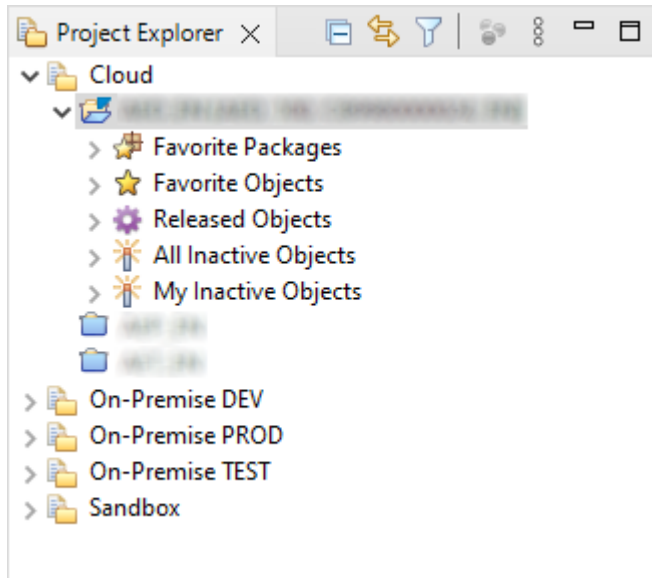 Project Explorer
Cloud
Favorite Packages
Favorite Objects
Released Objects
All Inactive Objects
My Inactive Objects
On-Premise DEV
On-Premise PROD
On-Premise TEST
Sandbox